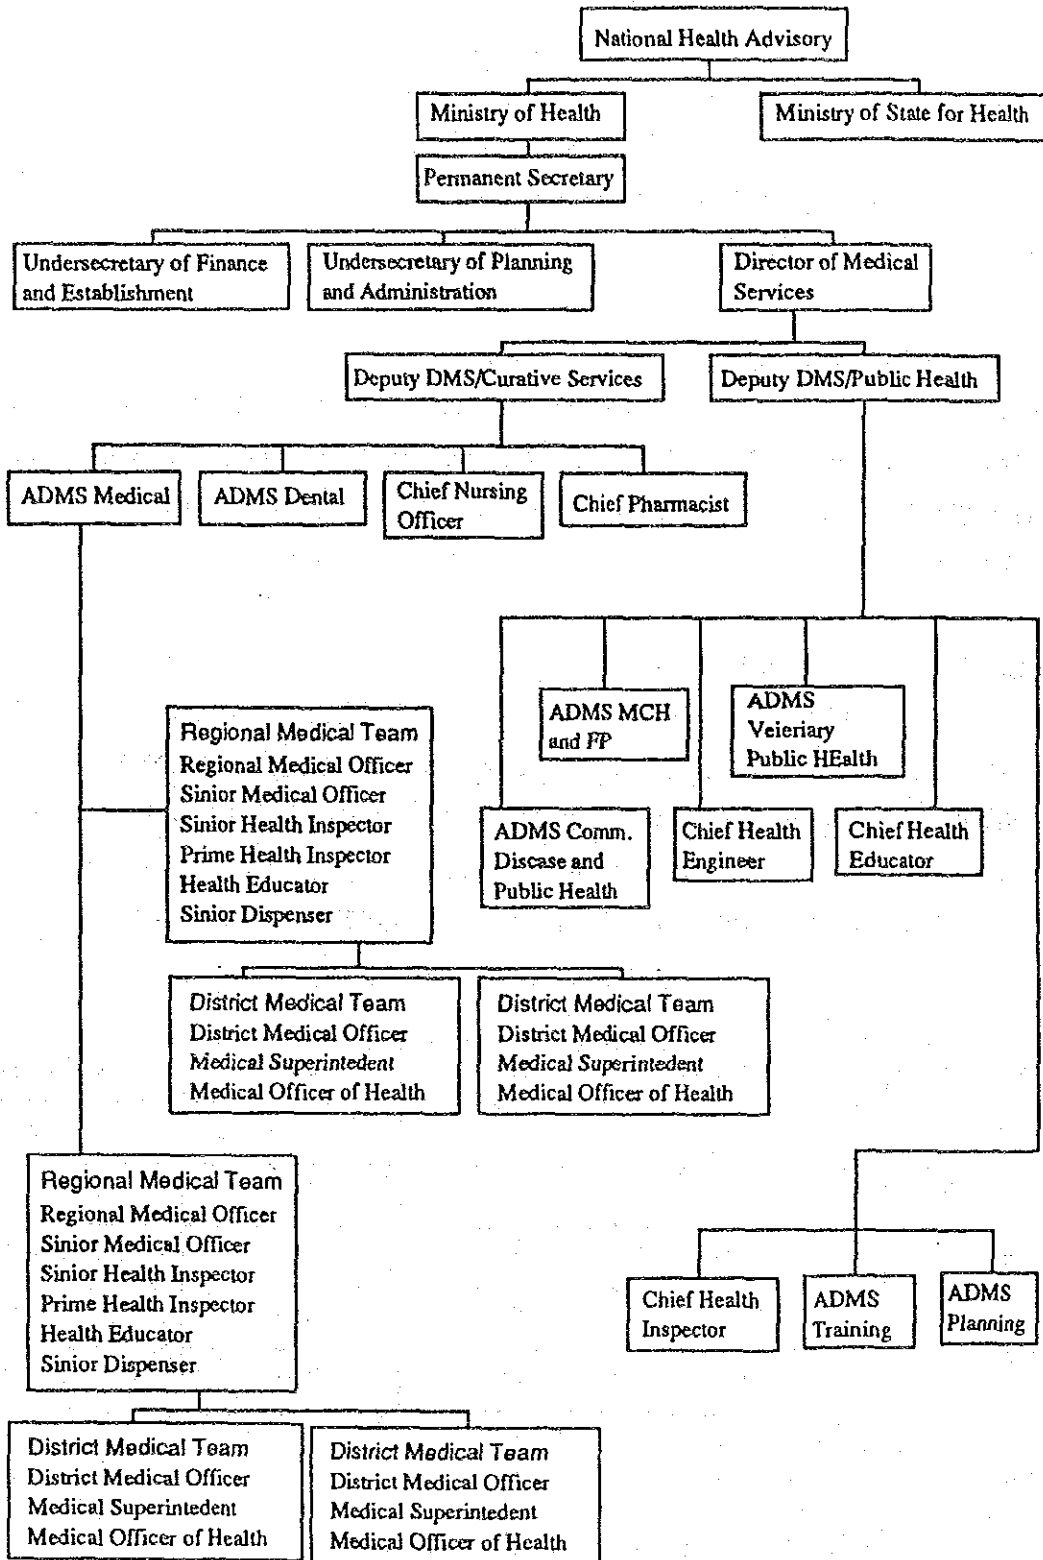 National Health Advisory
Ministry of Health
Ministry of State for Health
Permanent Secretary
Undersecretary of Finance
and Establishment
Undersecretary of Planning
and Administration
Director of Medical
Services
Deputy DMS/Curative Services
Deputy DMS/Public Health
ADMS Medical
ADMS Dental
Chief Nursing
Officer
Chief Pharmacist
ADMS MCH
and FP
ADMS
Veieriary
Public HEalth
Regional Medical Team
Regional Medical Officer
Sinior Medical Officer
Sinior Health Inspector
Prime Health Inspector
Health Educator
Sinior Dispenser
ADMS Comm.
Disease and
Public Health
Chief Health
Engineer
Chief Health
Educator
District Medical Team
District Medical Officer
Medical Superintedent
Medical Officer of Health
District Medical Team
District Medical Officer
Medical Superintedent
Medical Officer of Health
Regional Medical Team
Regional Medical Officer
Sinior Medical Officer
Sinior Health Inspector
Prime Health Inspector
Health Educator
Sinior Dispenser
Chief Health
Inspector
ADMS
Training
ADMS
Planning
District Medical Team
District Medical Officer
Medical Superintedent
Medical Officer of Health
District Medical Team
District Medical Officer
Medical Superintedent
Medical Officer of Health